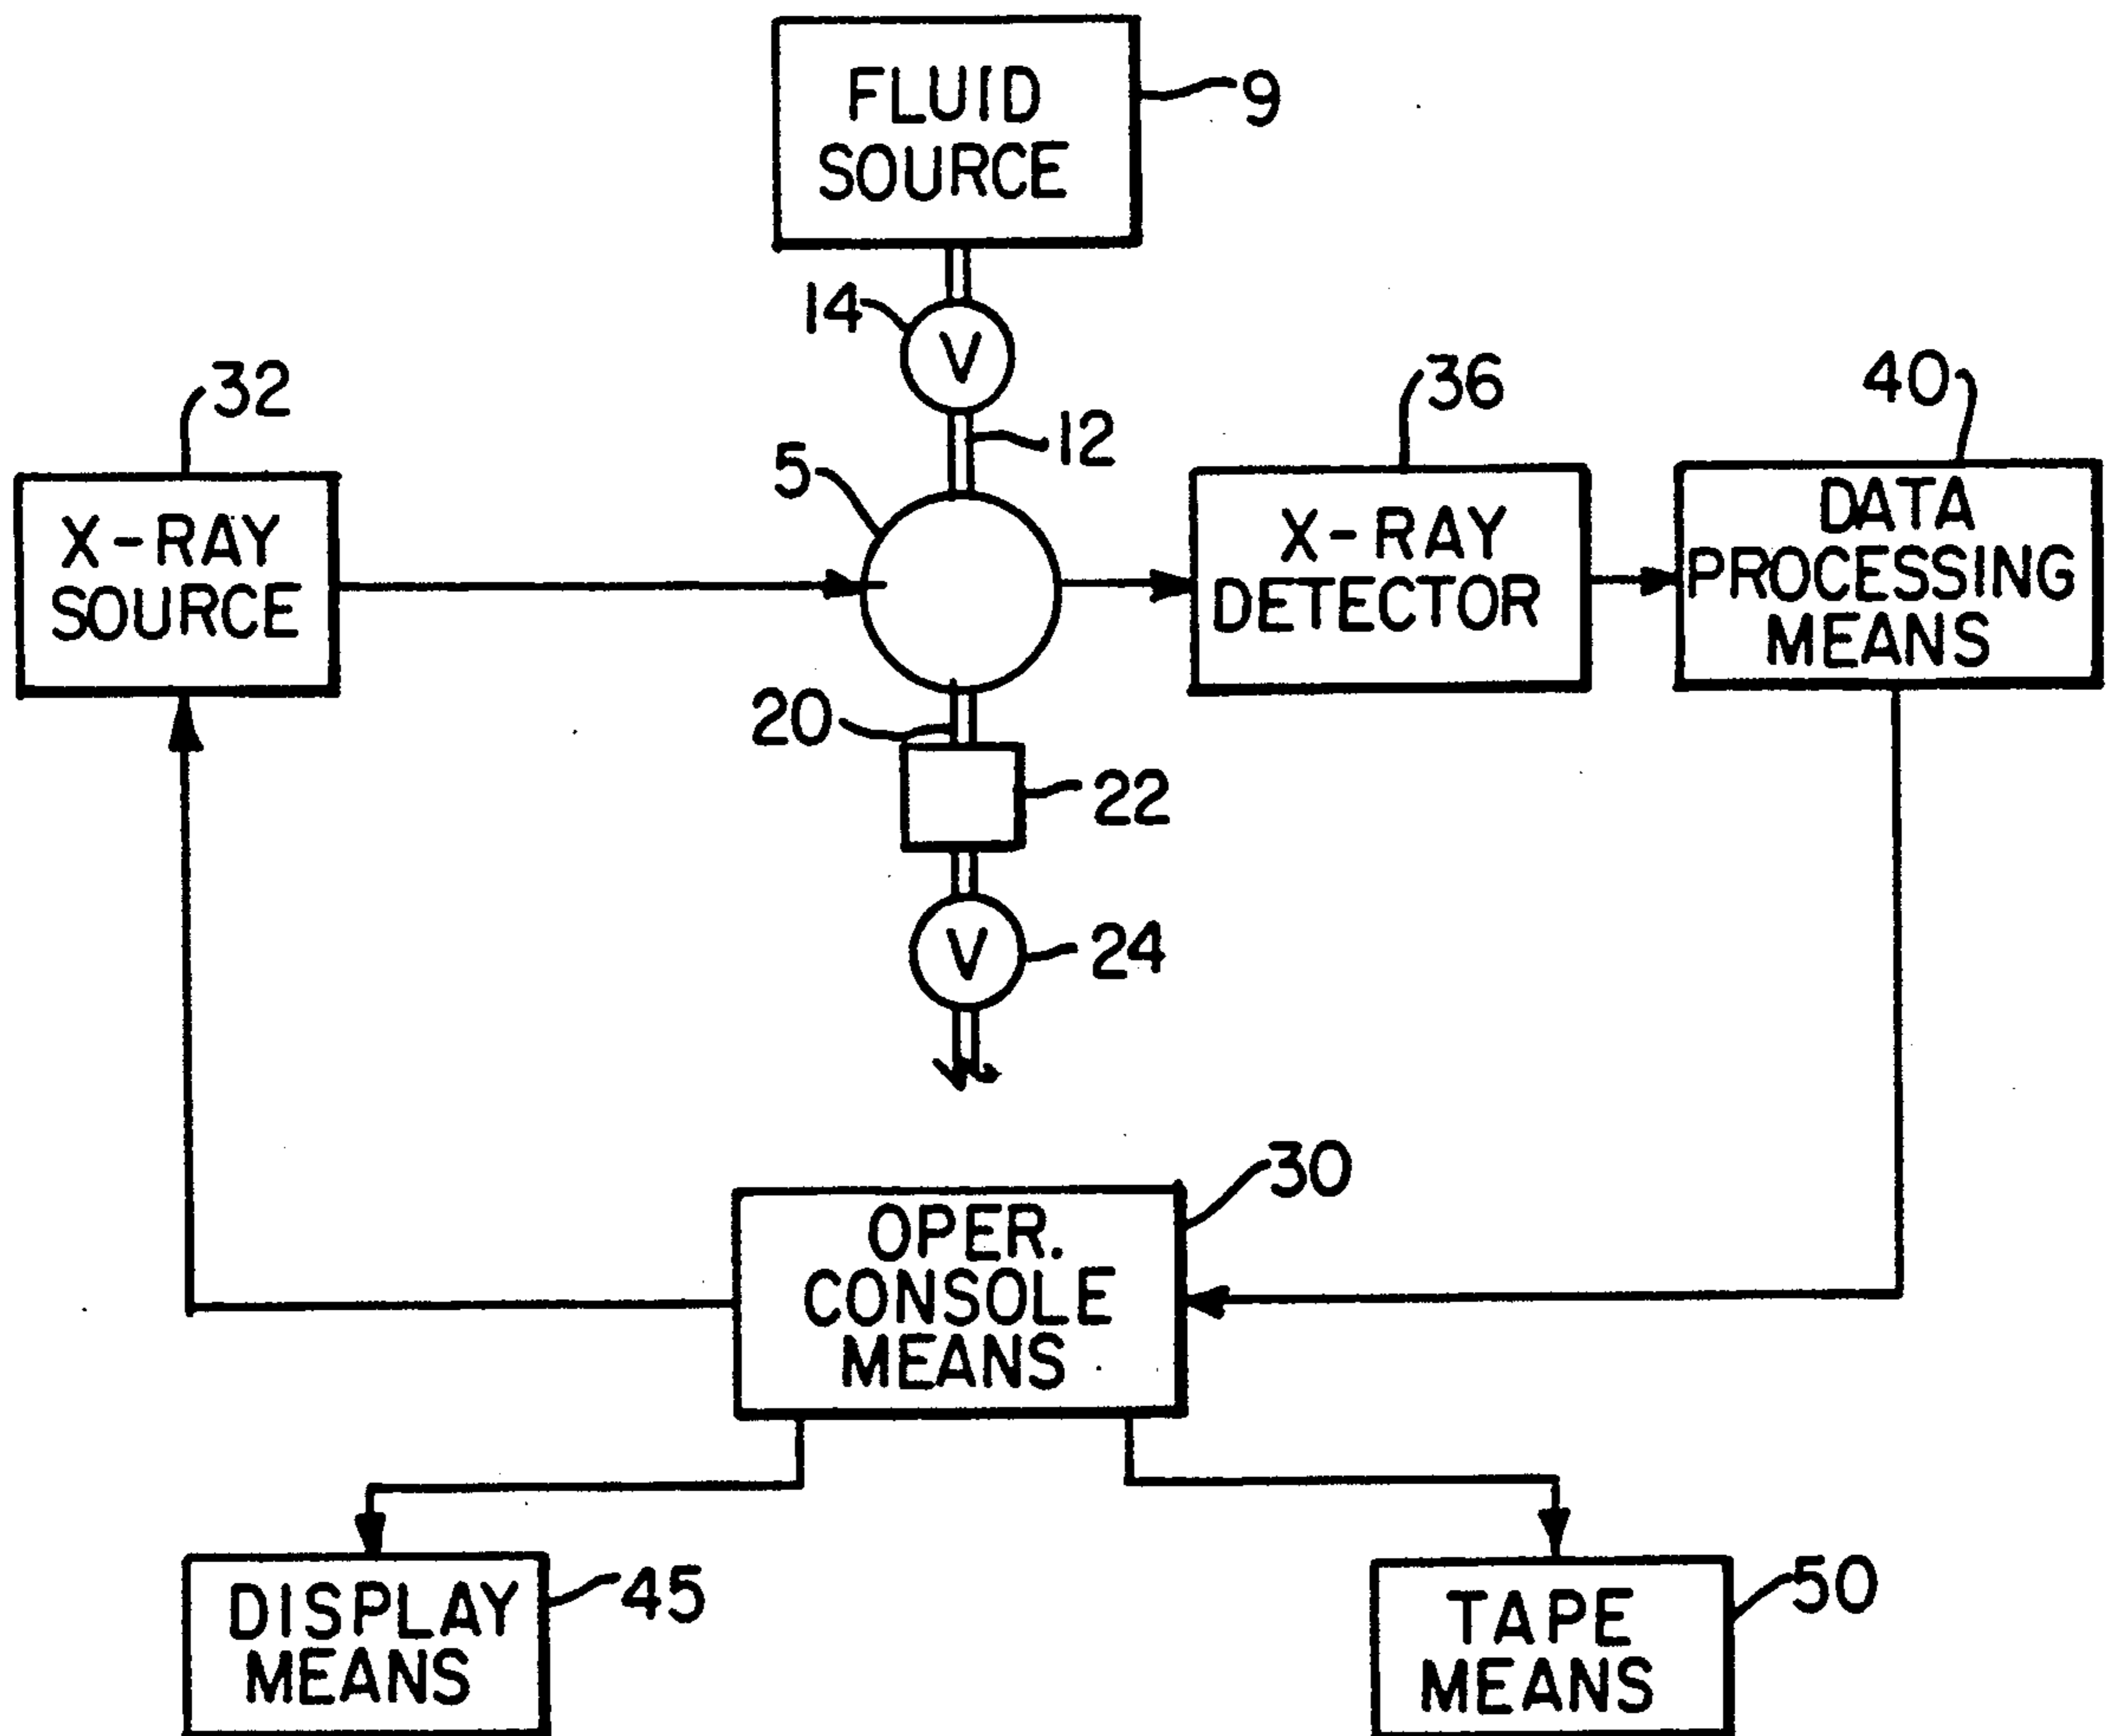 FLUID
SOURCE
9
14
V
12
32
X-RAY
SOURCE
5
36
X-RAY
DETECTOR
40
DATA
PROCESSING
MEANS
20
22
V
24
30
OPER.
CONSOLE
MEANS
DISPLAY
MEANS
45
TAPE
MEANS
50